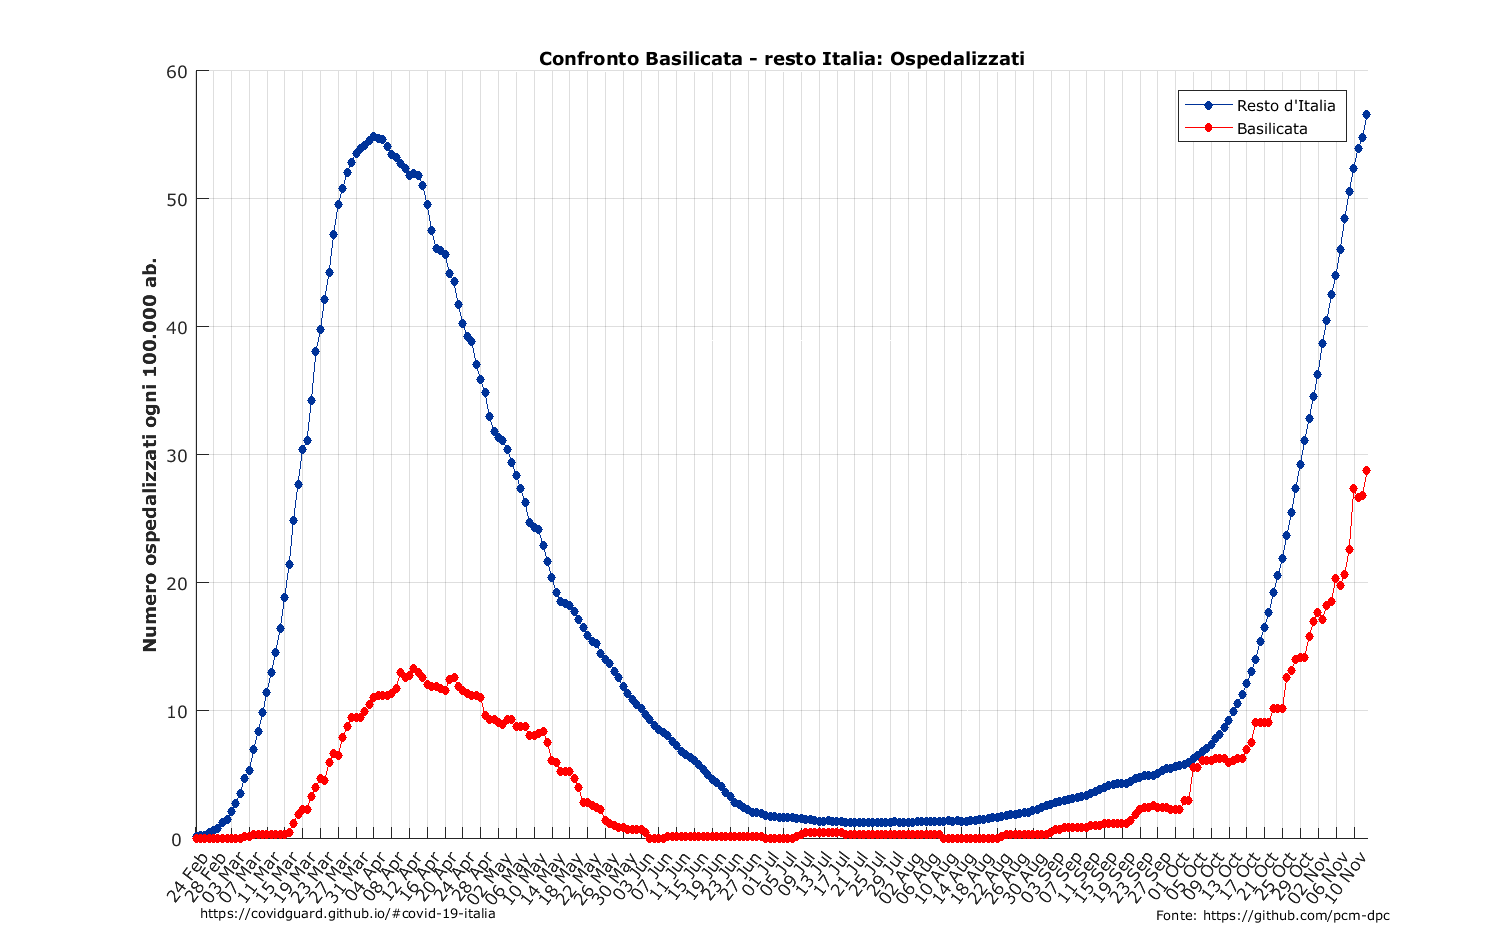 Confronto Basilicata - resto Italia: Ospedalizzati
60
50
40
30
20
10
0
Numero ospedalizzati ogni 100.000 ab.
Resto d'Italia
Basilicata
24 Feb
28 Feb
03 Mar
07 Mar
11 Mar
15 Mar
19 Mar
23 Mar
27 Mar
31 Mar
04 Apr
08 Apr
12 Apr
16 Apr
20 Apr
24 Apr
28 Apr
02 May
06 May
10 May
14 May
18 May
22 May
26 May
30 May
03 Jun
07 Jun
11 Jun
15 Jun
19 Jun
23 Jun
27 Jun
01 Jul
05 Jul
09 Jul
13 Jul
17 Jul
21 Jul
25 Jul
29 Jul
02 Aug
06 Aug
10 Aug
14 Aug
18 Aug
22 Aug
26 Aug
30 Aug
03 Sep
07 Sep
11 Sep
15 Sep
19 Sep
23 Sep
27 Sep
01 Oct
05 Oct
09 Oct
13 Oct
17 Oct
21 Oct
25 Oct
29 Oct
02 Nov
06 Nov
10 Nov
https://covidguard.github.io/#covid-19-italia
Fonte: https://github.com/pcm-dpc